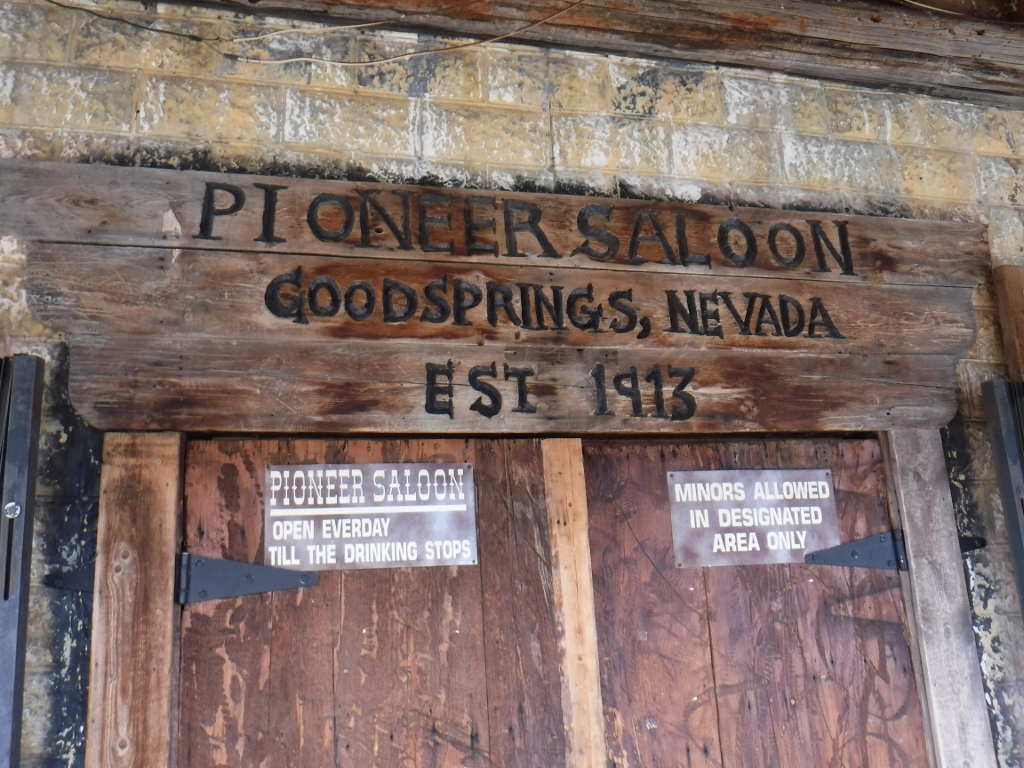 PIONEER SALOON
GOODSPRINGS, NEVADA
EST 1913
PIONEER SALOON
OPEN EVERDAY
TILL THE DRINKING STOPS
MINORS ALLOWED
IN DESIGNATED
AREA ONLY